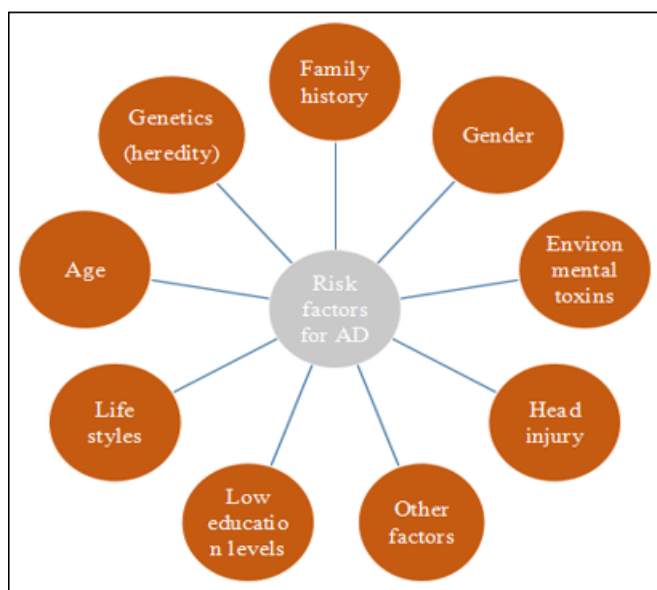 Family
history
Gender
Environ
mental
toxins
Head
injury
Other
factors
Low
educatio
n levels
Life
styles
Age
Genetics
(heredity)
Risk
factors
for AD